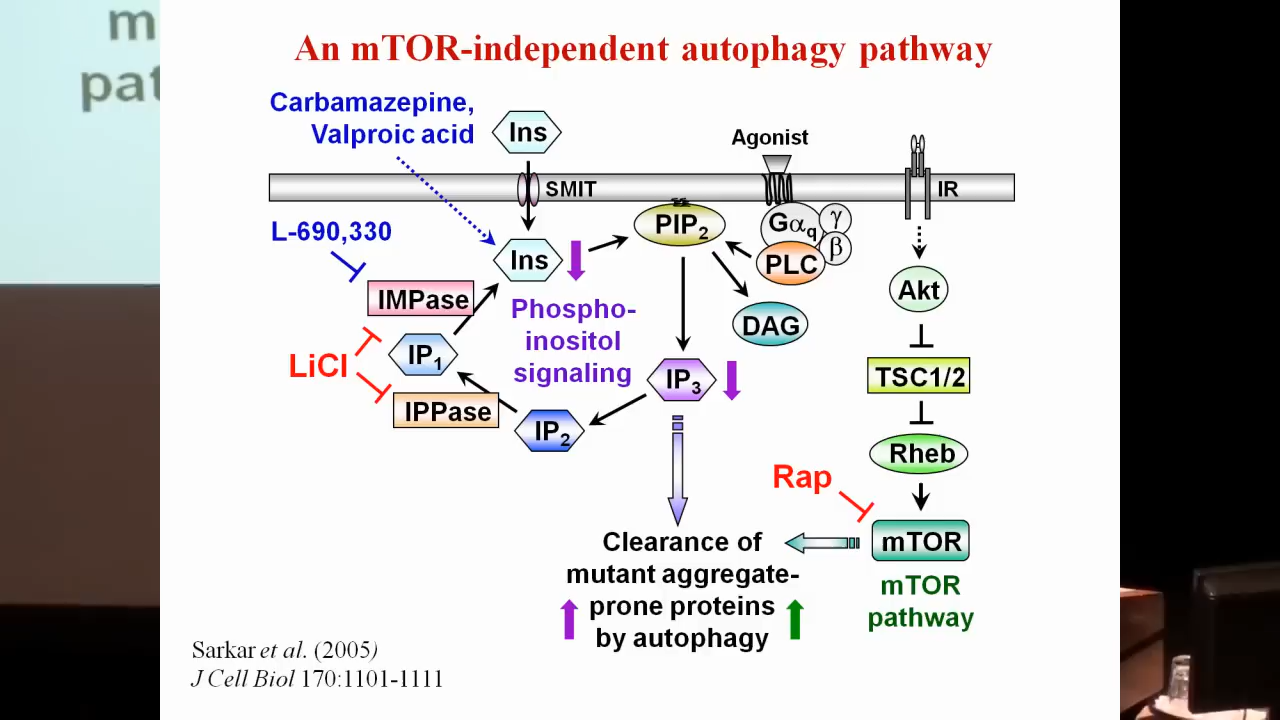 m
pat
An mTOR-independent autophagy pathway
Carbamazepine,
Valproic acid
Ins
Agonist
SMIT
IR
L-690,330
PIP2
Gαq
γ
β
PLC
Ins
IMPase
Phospho-
inositol
signaling
DAG
Akt
LiCl
IP1
IP3
TSC1/2
IPPase
IP2
Rheb
Rap
mTOR
Clearance of
mutant aggregate-
prone proteins
by autophagy
mTOR
pathway
Sarkar et al. (2005)
J Cell Biol 170:1101-1111